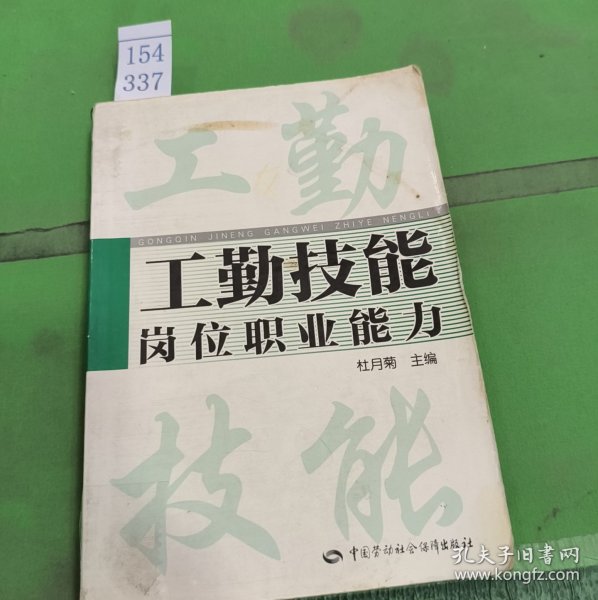 154
337
工勤
GONGQIN JINENG GANGWEI ZHIYE NENGLI
工勤技能
岗位职业能力
杜月菊 主编
技能
中国劳动社会保障出版社
孔夫子旧书网
www.kongfz.com